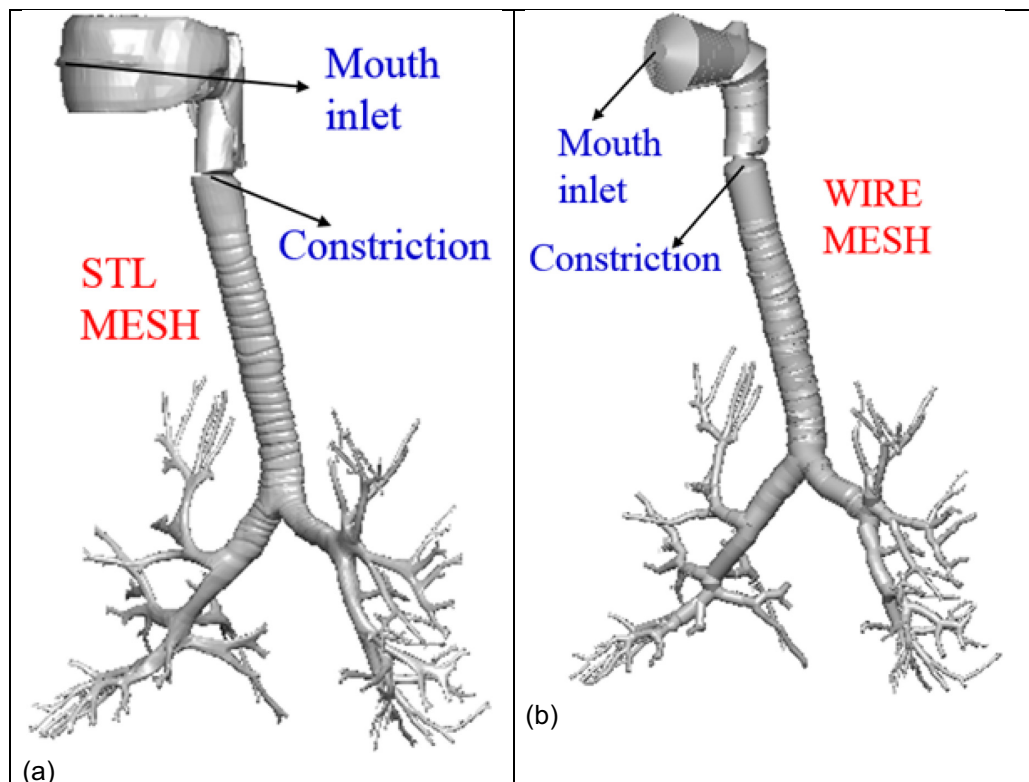 Mouth
inlet
Constriction
STL
MESH
(a)
Mouth
inlet
Constriction
WIRE
MESH
(b)